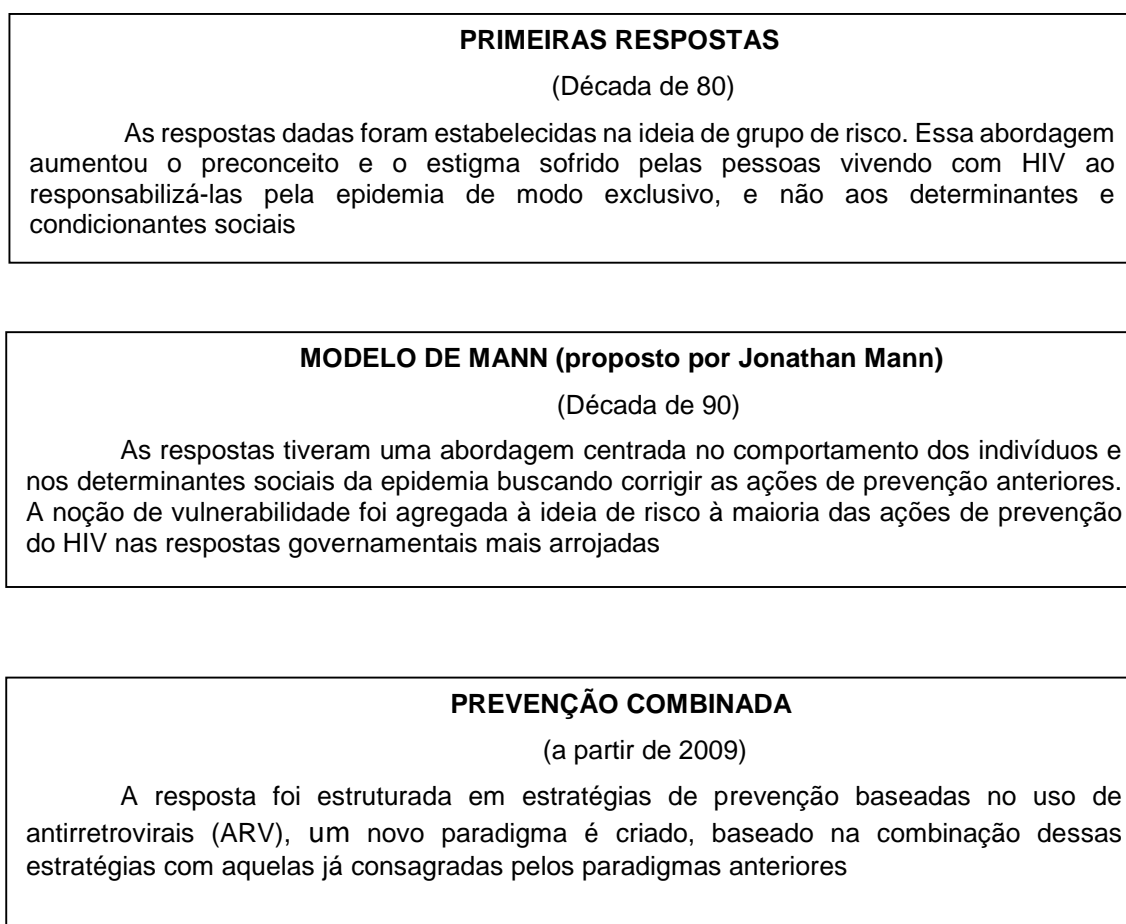 PRIMEIRAS RESPOSTAS
(Década de 80)
As respostas dadas foram estabelecidas na ideia de grupo de risco. Essa abordagem
aumentou o preconceito e o estigma sofrido pelas pessoas vivendo com HIV ao
responsabilizá-las pela epidemia de modo exclusivo, e não aos determinantes e
condicionantes sociais
MODELO DE MANN (proposto por Jonathan Mann)
(Década de 90)
As respostas tiveram uma abordagem centrada no comportamento dos indivíduos e
nos determinantes sociais da epidemia buscando corrigir as ações de prevenção anteriores.
A noção de vulnerabilidade foi agregada à ideia de risco à maioria das ações de prevenção
do HIV nas respostas governamentais mais arrojadas
PREVENÇÃO COMBINADA
(a partir de 2009)
A resposta foi estruturada em estratégias de prevenção baseadas no uso de
antirretrovirais (ARV), um novo paradigma é criado, baseado na combinação dessas
estratégias com aquelas já consagradas pelos paradigmas anteriores